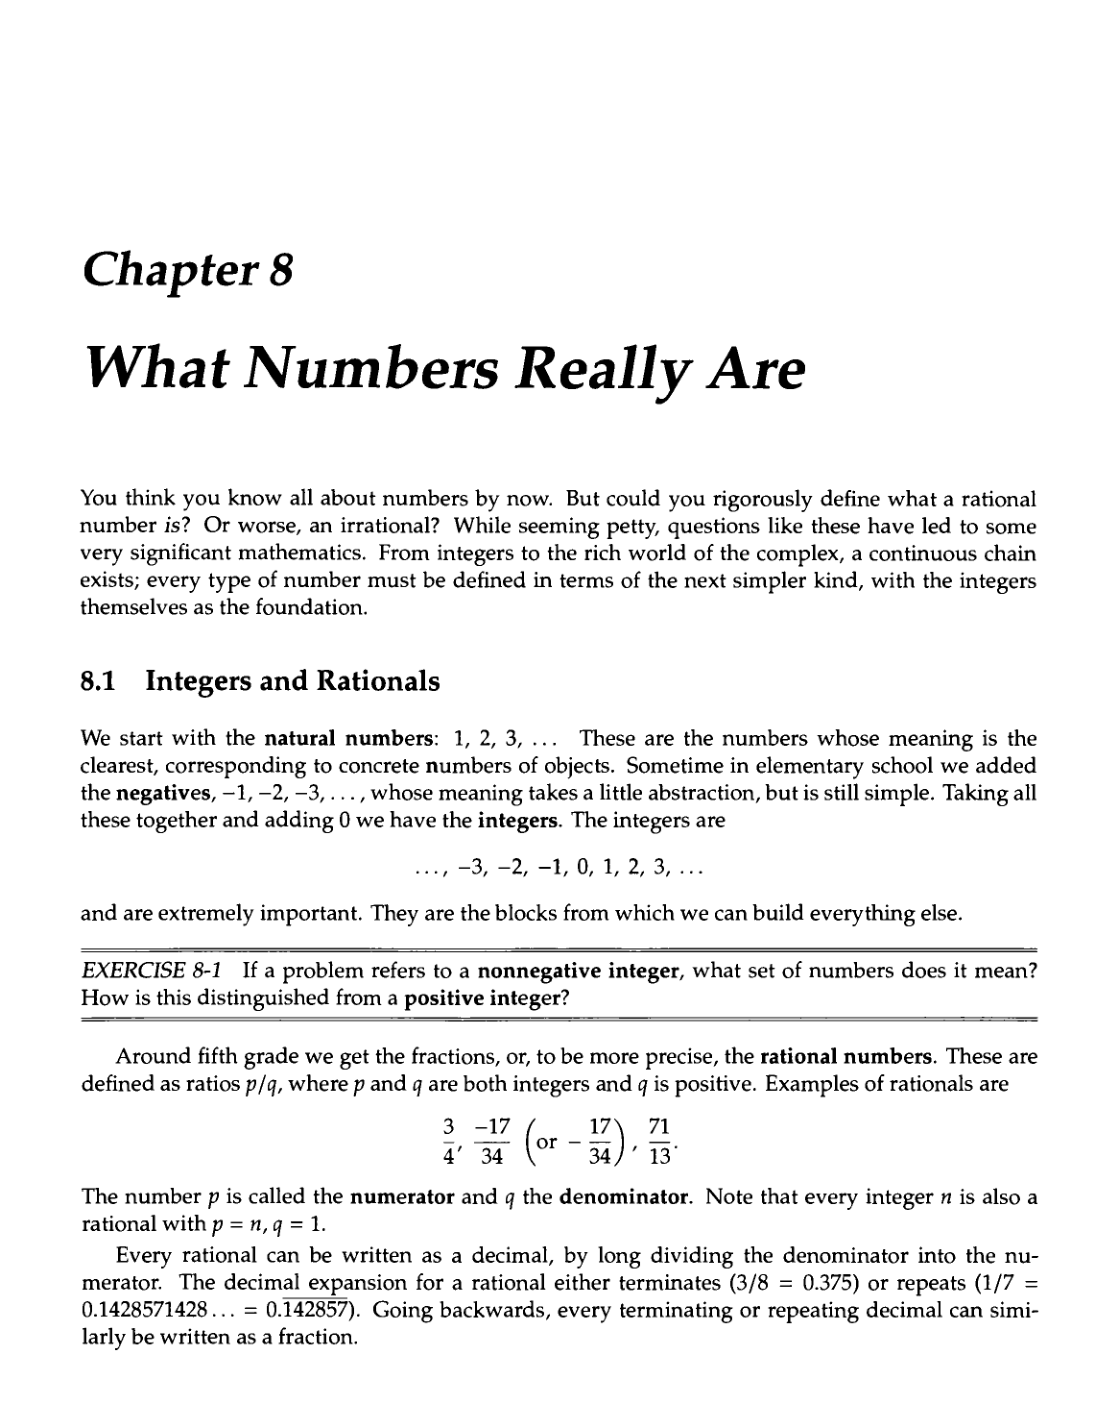 Chapter 8
What Numbers Really Are
You think you know all about numbers by now. But could you rigorously define what a rational
number is? Or worse, an irrational? While seeming petty, questions like these have led to some
very significant mathematics. From integers to the rich world of the complex, a continuous chain
exists; every type of number must be defined in terms of the next simpler kind, with the integers
themselves as the foundation.
8.1 Integers and Rationals
We start with the natural numbers: 1, 2, 3, ... These are the numbers whose meaning is the
clearest, corresponding to concrete numbers of objects. Sometime in elementary school we added
the negatives, −1, −2, −3, ..., whose meaning takes a little abstraction, but is still simple. Taking all
these together and adding 0 we have the integers. The integers are
..., −3, −2, −1, 0, 1, 2, 3, ...
and are extremely important. They are the blocks from which we can build everything else.
EXERCISE 8-1 If a problem refers to a nonnegative integer, what set of numbers does it mean?
How is this distinguished from a positive integer?
Around fifth grade we get the fractions, or, to be more precise, the rational numbers. These are
defined as ratios p/q, where p and q are both integers and q is positive. Examples of rationals are
3/4, −17/34 (or − 17/34), 71/13.
The number p is called the numerator and q the denominator. Note that every integer n is also a
rational with p = n, q = 1.
Every rational can be written as a decimal, by long dividing the denominator into the nu-
merator. The decimal expansion for a rational either terminates (3/8 = 0.375) or repeats (1/7 =
0.1428571428... = 0.1̅4̅2̅8̅5̅7̅). Going backwards, every terminating or repeating decimal can simi-
larly be written as a fraction.